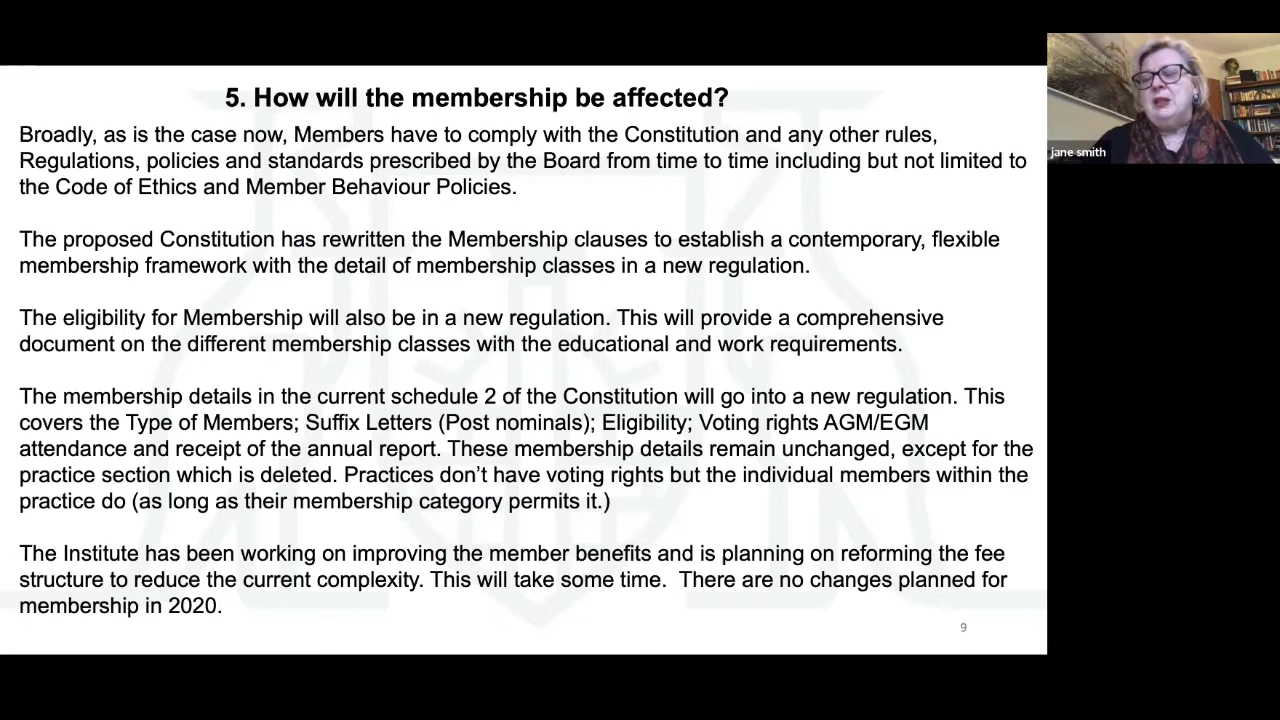 5. How will the membership be affected?
Broadly, as is the case now, Members have to comply with the Constitution and any other rules,
Regulations, policies and standards prescribed by the Board from time to time including but not limited to
the Code of Ethics and Member Behaviour Policies.
The proposed Constitution has rewritten the Membership clauses to establish a contemporary, flexible
membership framework with the detail of membership classes in a new regulation.
The eligibility for Membership will also be in a new regulation. This will provide a comprehensive
document on the different membership classes with the educational and work requirements.
The membership details in the current schedule 2 of the Constitution will go into a new regulation. This
covers the Type of Members; Suffix Letters (Post nominals); Eligibility; Voting rights AGM/EGM
attendance and receipt of the annual report. These membership details remain unchanged, except for the
practice section which is deleted. Practices don’t have voting rights but the individual members within the
practice do (as long as their membership category permits it.)
The Institute has been working on improving the member benefits and is planning on reforming the fee
structure to reduce the current complexity. This will take some time.  There are no changes planned for
membership in 2020.
9
jane smith